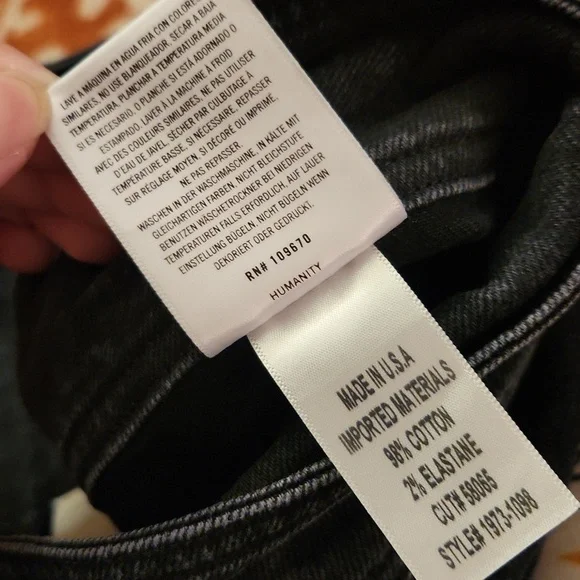 LAVE A MÁQUINA EN AGUA FRIA CON COLORES
SIMILARES, NO USE BLANQUEADOR. SECAR A BAJA
TEMPERATURA. PLANCHAR A TEMPERATURA MEDIA
SI ES NECESARIO. O PLANCHE SI ESTÁ ADORNADO O
ESTAMPADO. LAVER À LA MACHINE À FROID
AVEC DES COULEURS SIMILAIRES, NE PAS UTILISER
D'EAU DE JAVEL. SÉCHER PAR CULBUTAGE À
TEMPÉRATURE BASSE. SI NÉCESSAIRE, REPASSER
SUR RÉGLAGE MOYEN. SI DÉCORÉ OU IMPRIME.
NE PAS REPASSER
WASCHEN IN DER WASCHMASCHINE, IN KÄLTE MIT
GLEICHARTIGEN FARBEN, NICHT BLEICHSTUFE
BENUTZEN WÄSCHETROCKNER BEI NIEDRIGEN
TEMPERATUREN FALLS ERFORDLICH, AUF LAUER
EINSTELLUNG BÜGELN. NICHT BÜGELN WENN
DEKORIERT ODER GEDRUCKT.
RN# 109670
HUMANITY
MADE IN U.S.A
IMPORTED MATERIALS
98% COTTON
2% ELASTANE
CUT# 58065
STYLE# 1973-1098